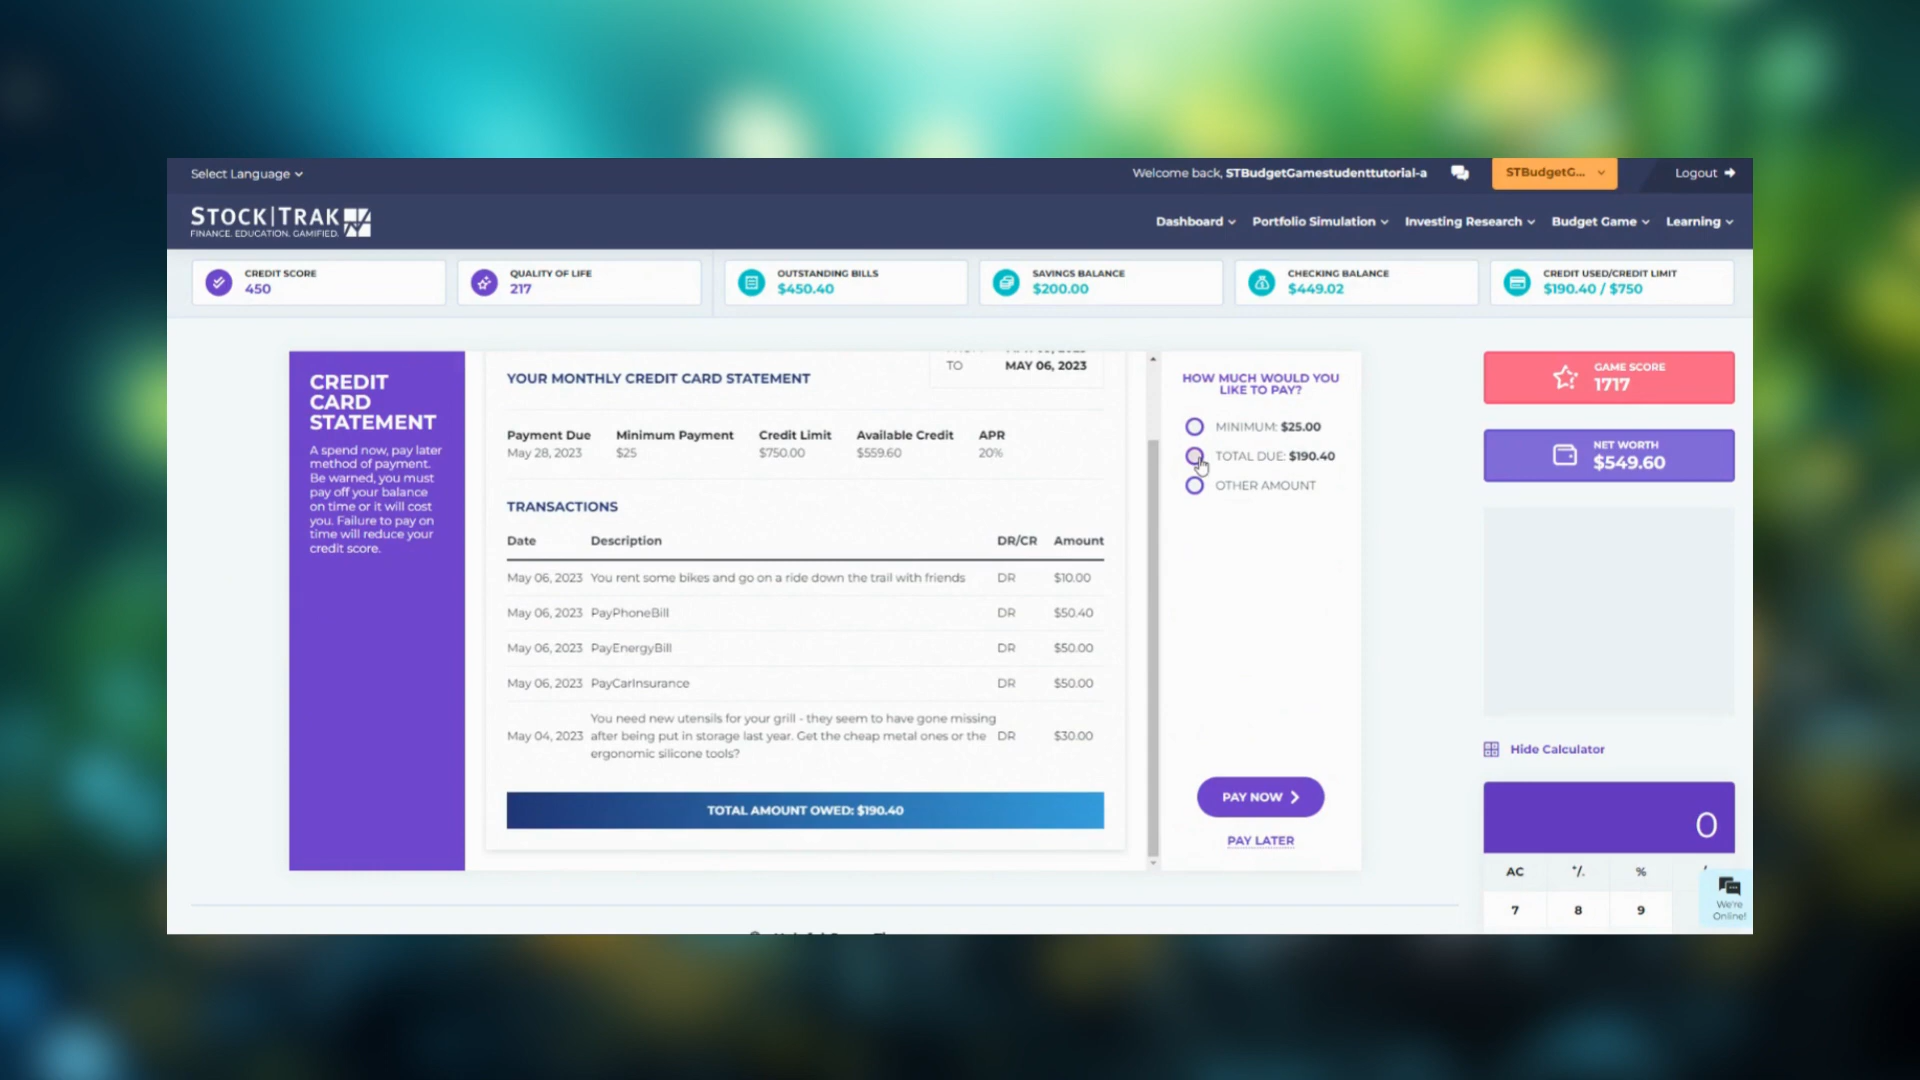 Select Language
Welcome back, STBudgetGamestudenttutorial-a
STBudgetG...
Logout
STOCK|TRAK
FINANCE. EDUCATION. GAMIFIED.
Dashboard
Portfolio Simulation
Investing Research
Budget Game
Learning
CREDIT SCORE
450
QUALITY OF LIFE
217
OUTSTANDING BILLS
$450.40
SAVINGS BALANCE
$200.00
CHECKING BALANCE
$449.02
CREDIT USED/CREDIT LIMIT
$190.40 / $750
CREDIT
CARD
STATEMENT
A spend now, pay later
method of payment.
Be warned, you must
pay off your balance
on time or it will cost
you. Failure to pay on
time will reduce your
credit score.
TO MAY 06, 2023
YOUR MONTHLY CREDIT CARD STATEMENT
Payment Due Minimum Payment Credit Limit Available Credit APR
May 28, 2023 $25 $750.00 $559.60 20%
TRANSACTIONS
Date Description DR/CR Amount
May 06, 2023 You rent some bikes and go on a ride down the trail with friends DR $10.00
May 06, 2023 PayPhoneBill DR $50.40
May 06, 2023 PayEnergyBill DR $50.00
May 06, 2023 PayCarInsurance DR $50.00
You need new utensils for your grill - they seem to have gone missing
May 04, 2023 after being put in storage last year. Get the cheap metal ones or the DR $30.00
ergonomic silicone tools?
TOTAL AMOUNT OWED: $190.40
HOW MUCH WOULD YOU
LIKE TO PAY?
MINIMUM: $25.00
TOTAL DUE: $190.40
OTHER AMOUNT
PAY NOW
PAY LATER
GAME SCORE
1717
NET WORTH
$549.60
Hide Calculator
0
AC +/. %
7 8 9
We're
Online!